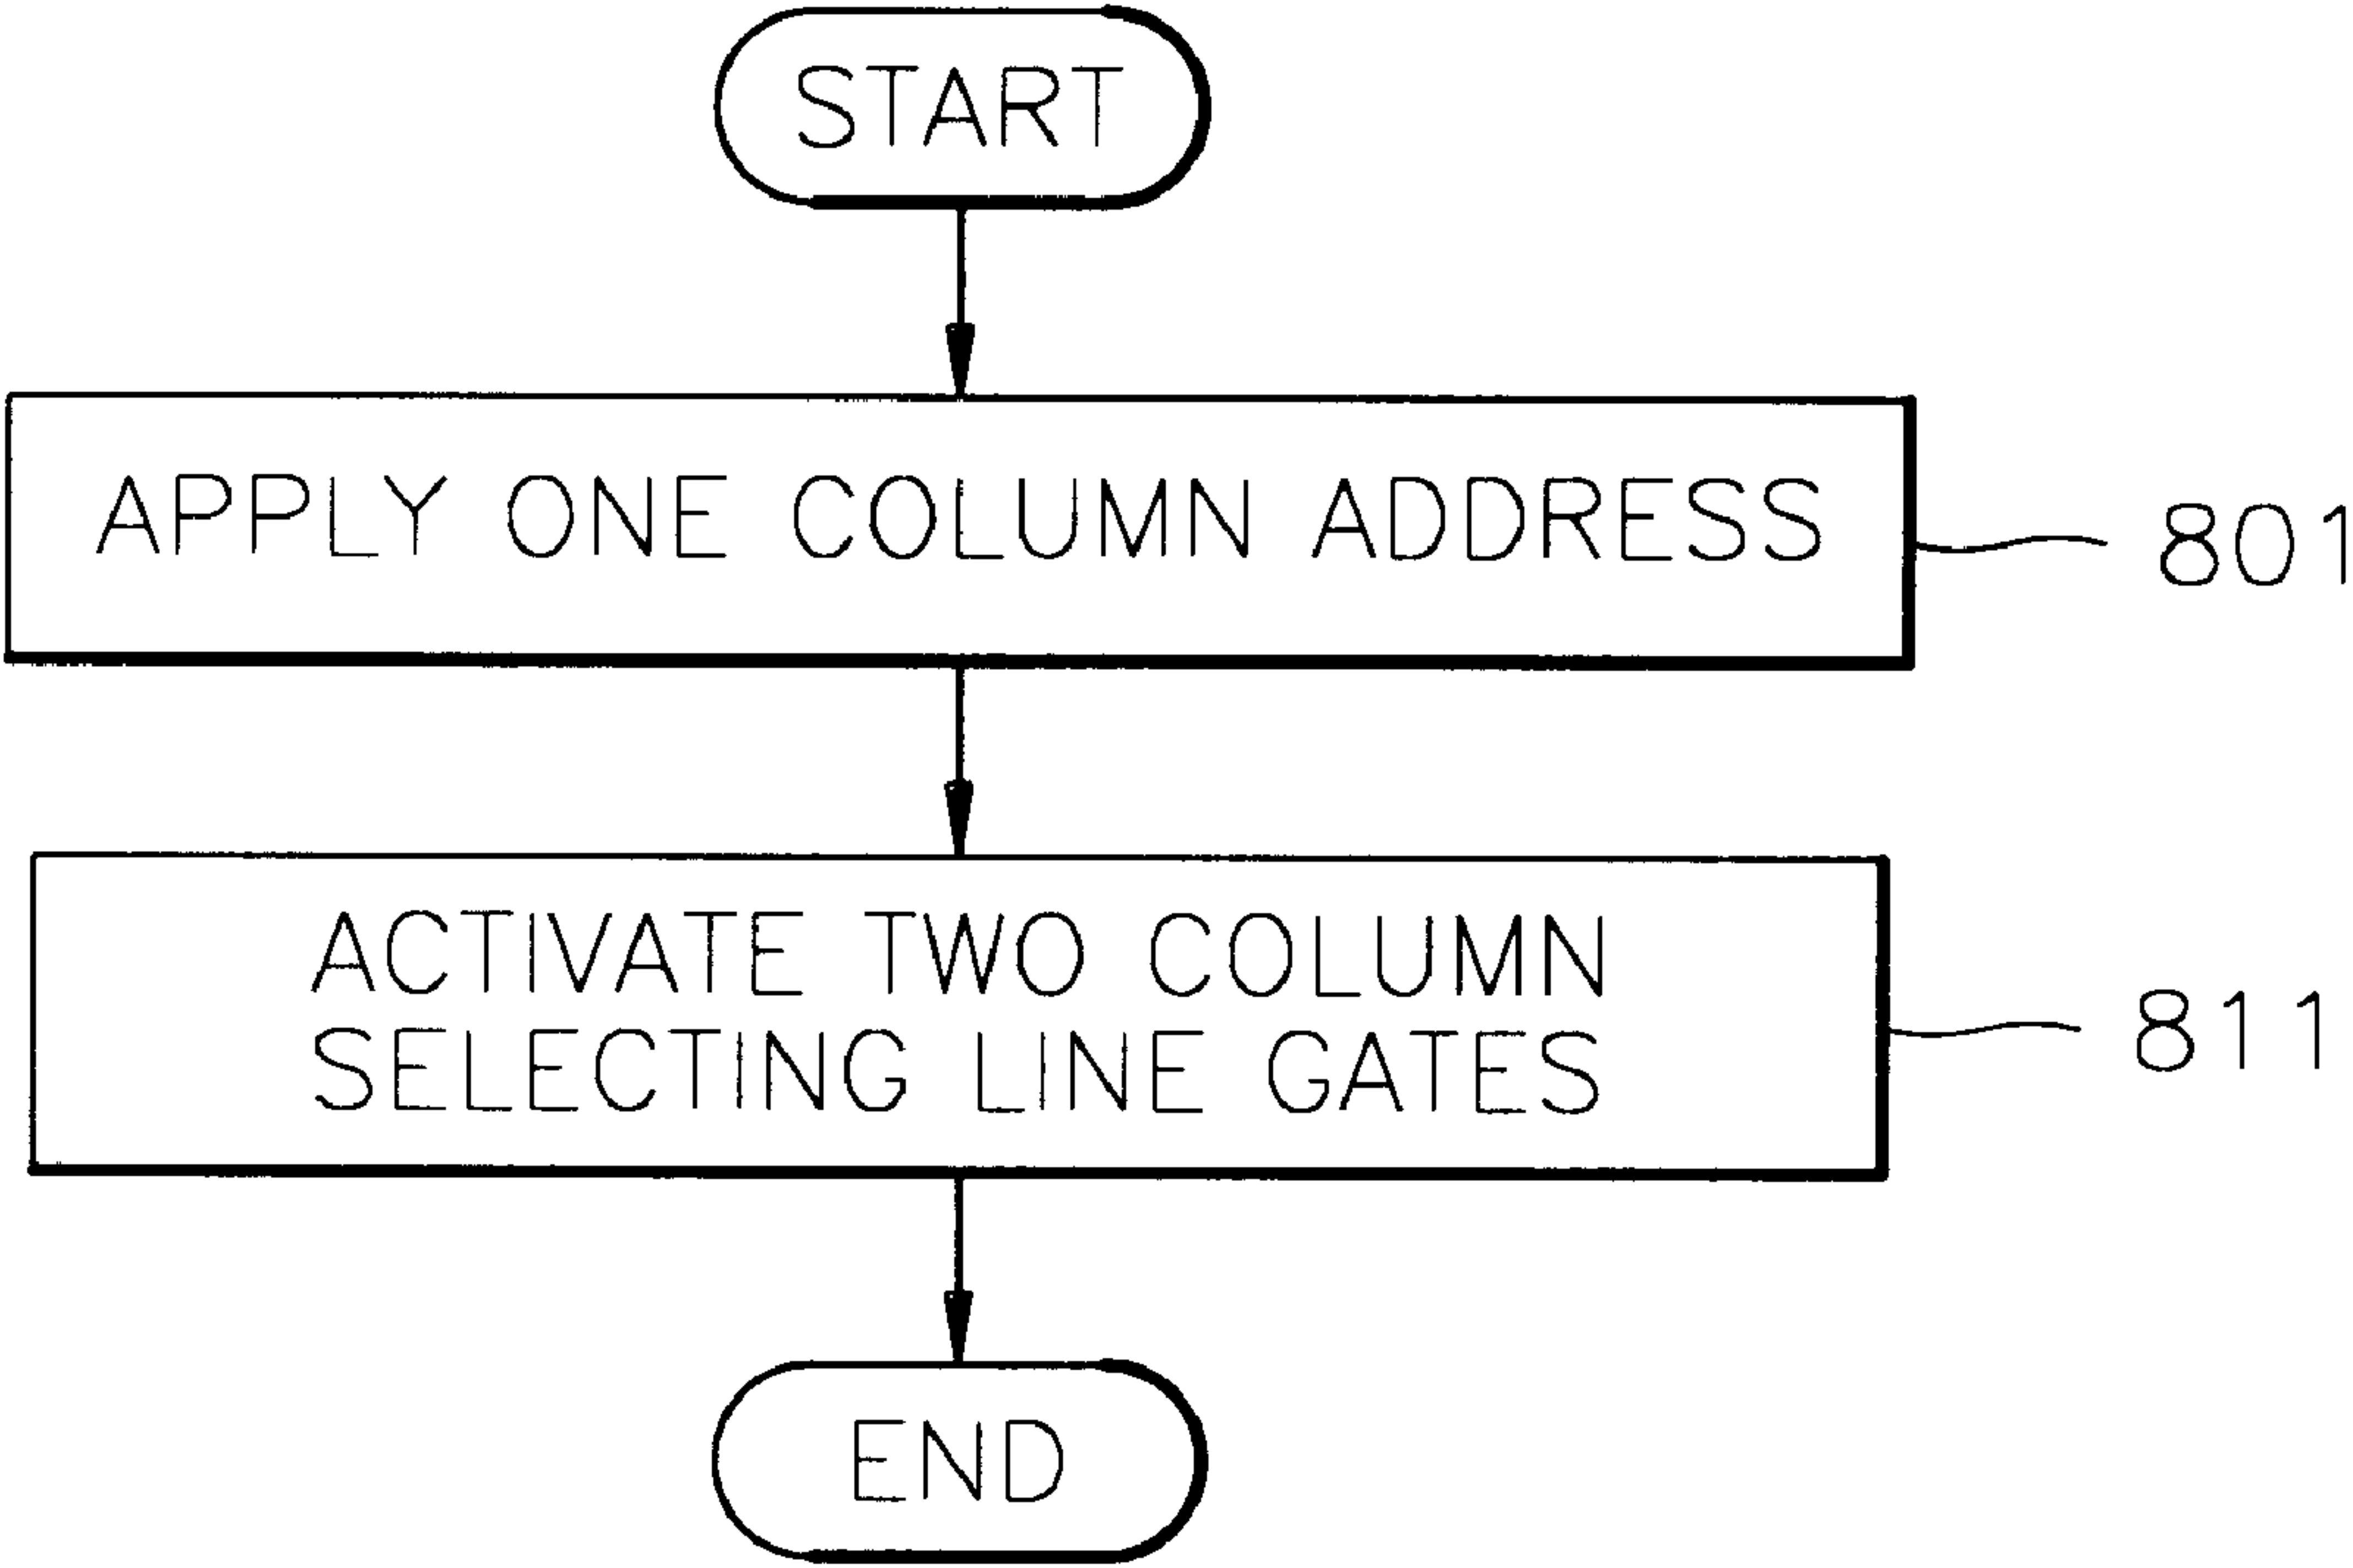 START
APPLY ONE COLUMN ADDRESS
801
ACTIVATE TWO COLUMN
SELECTING LINE GATES
811
END